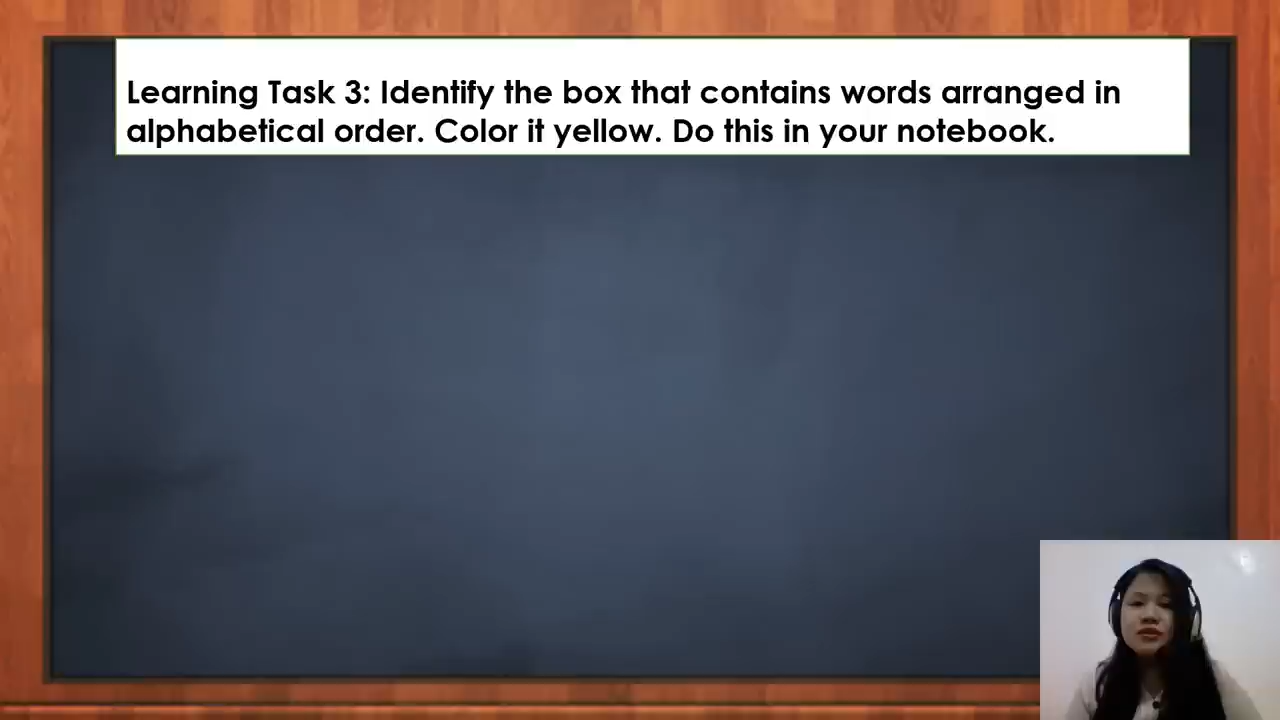 Learning Task 3: Identify the box that contains words arranged in
alphabetical order. Color it yellow. Do this in your notebook.